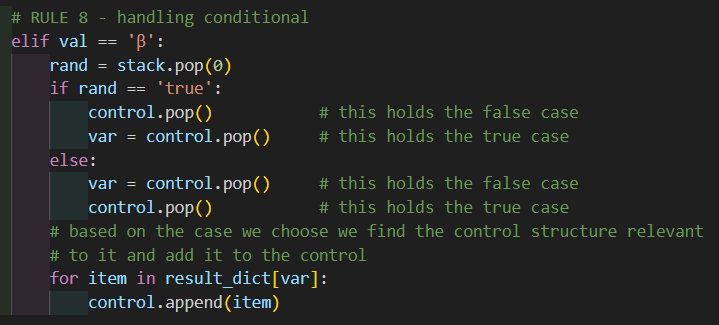 # RULE 8 - handling conditional
elif val == 'β':
    rand = stack.pop(0)
    if rand == 'true':
        control.pop()           # this holds the false case
        var = control.pop()     # this holds the true case
    else:
        var = control.pop()     # this holds the false case
        control.pop()           # this holds the true case
    # based on the case we choose we find the control structure relevant
    # to it and add it to the control
    for item in result_dict[var]:
        control.append(item)